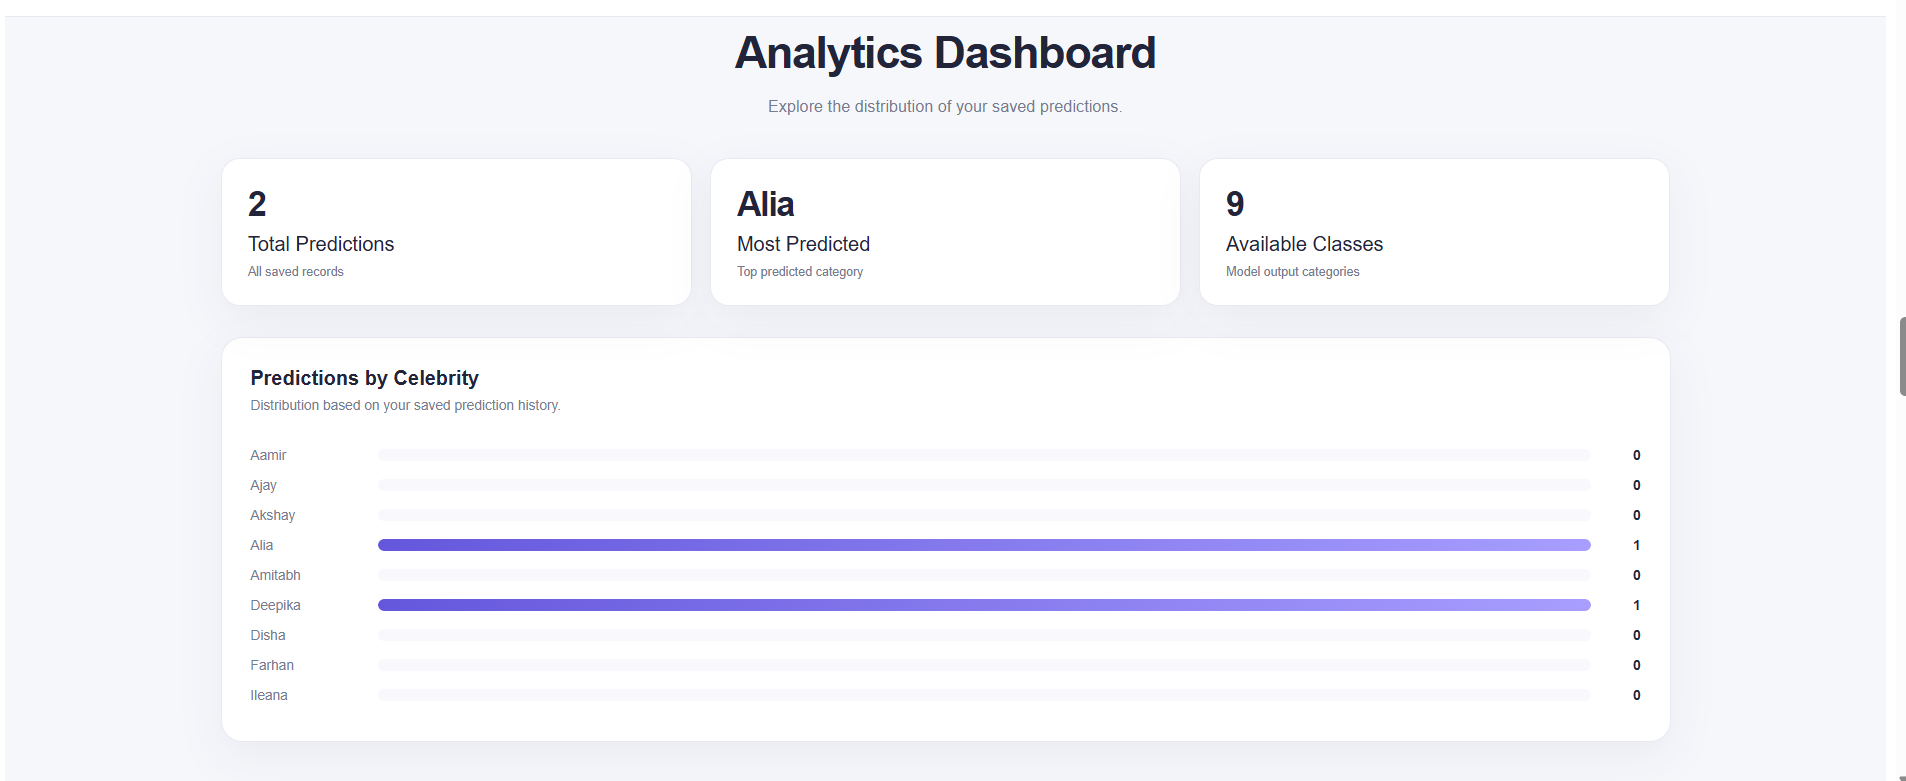 Analytics Dashboard
Explore the distribution of your saved predictions.
2
Total Predictions
All saved records
Alia
Most Predicted
Top predicted category
9
Available Classes
Model output categories
Predictions by Celebrity
Distribution based on your saved prediction history.
Aamir 0
Ajay 0
Akshay 0
Alia 1
Amitabh 0
Deepika 1
Disha 0
Farhan 0
Ileana 0